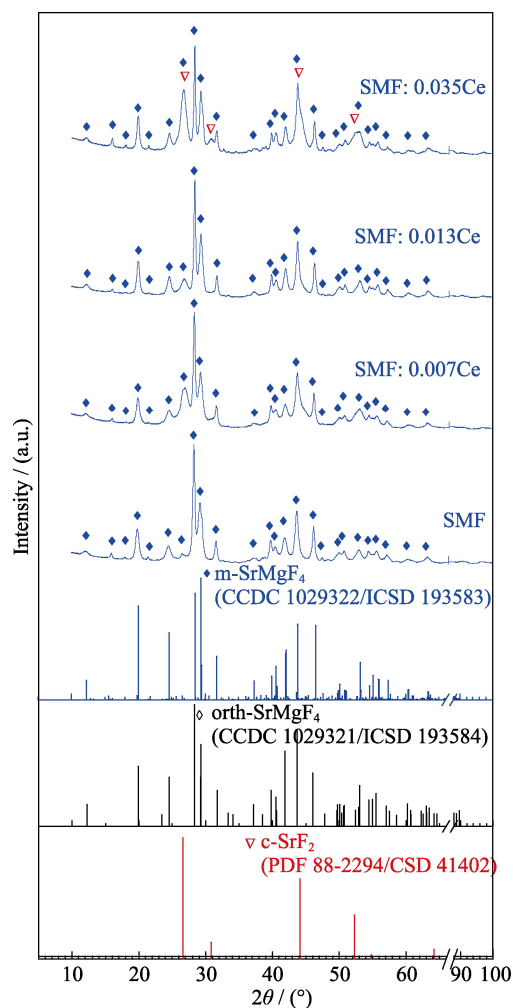 SMF: 0.035Ce
SMF: 0.013Ce
SMF: 0.007Ce
SMF
m-SrMgF₄
(CCDC 1029322/ICSD 193583)
orth-SrMgF₄
(CCDC 1029321/ICSD 193584)
c-SrF₂
(PDF 88-2294/CSD 41402)
Intensity / (a.u.)
10 20 30 40 50 60 90 100
2θ / (°)